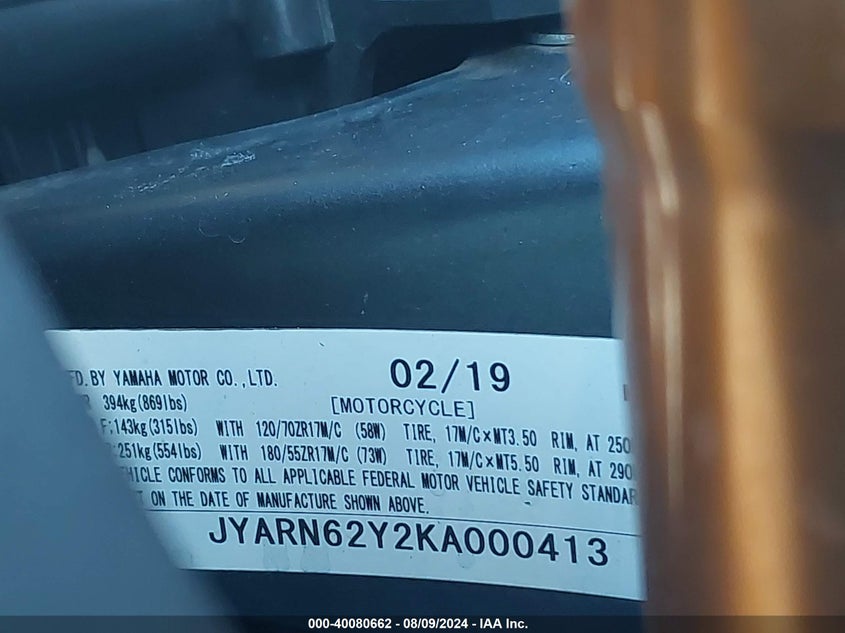 FD. BY YAMAHA MOTOR CO.,LTD. 02/19
394kg(869lbs) [MOTORCYCLE]
F:143kg(315lbs) WITH 120/70ZR17M/C (58W) TIRE, 17M/C×MT3.50 RIM, AT 250
:251kg(554lbs) WITH 180/55ZR17M/C (73W) TIRE, 17M/C×MT5.50 RIM, AT 290
EHICLE CONFORMS TO ALL APPLICABLE FEDERAL MOTOR VEHICLE SAFETY STANDAR
T ON THE DATE OF MANUFACTURE SHOWN ABOVE.
JYARN62Y2KA000413
000-40080662 - 08/09/2024 - IAA Inc.